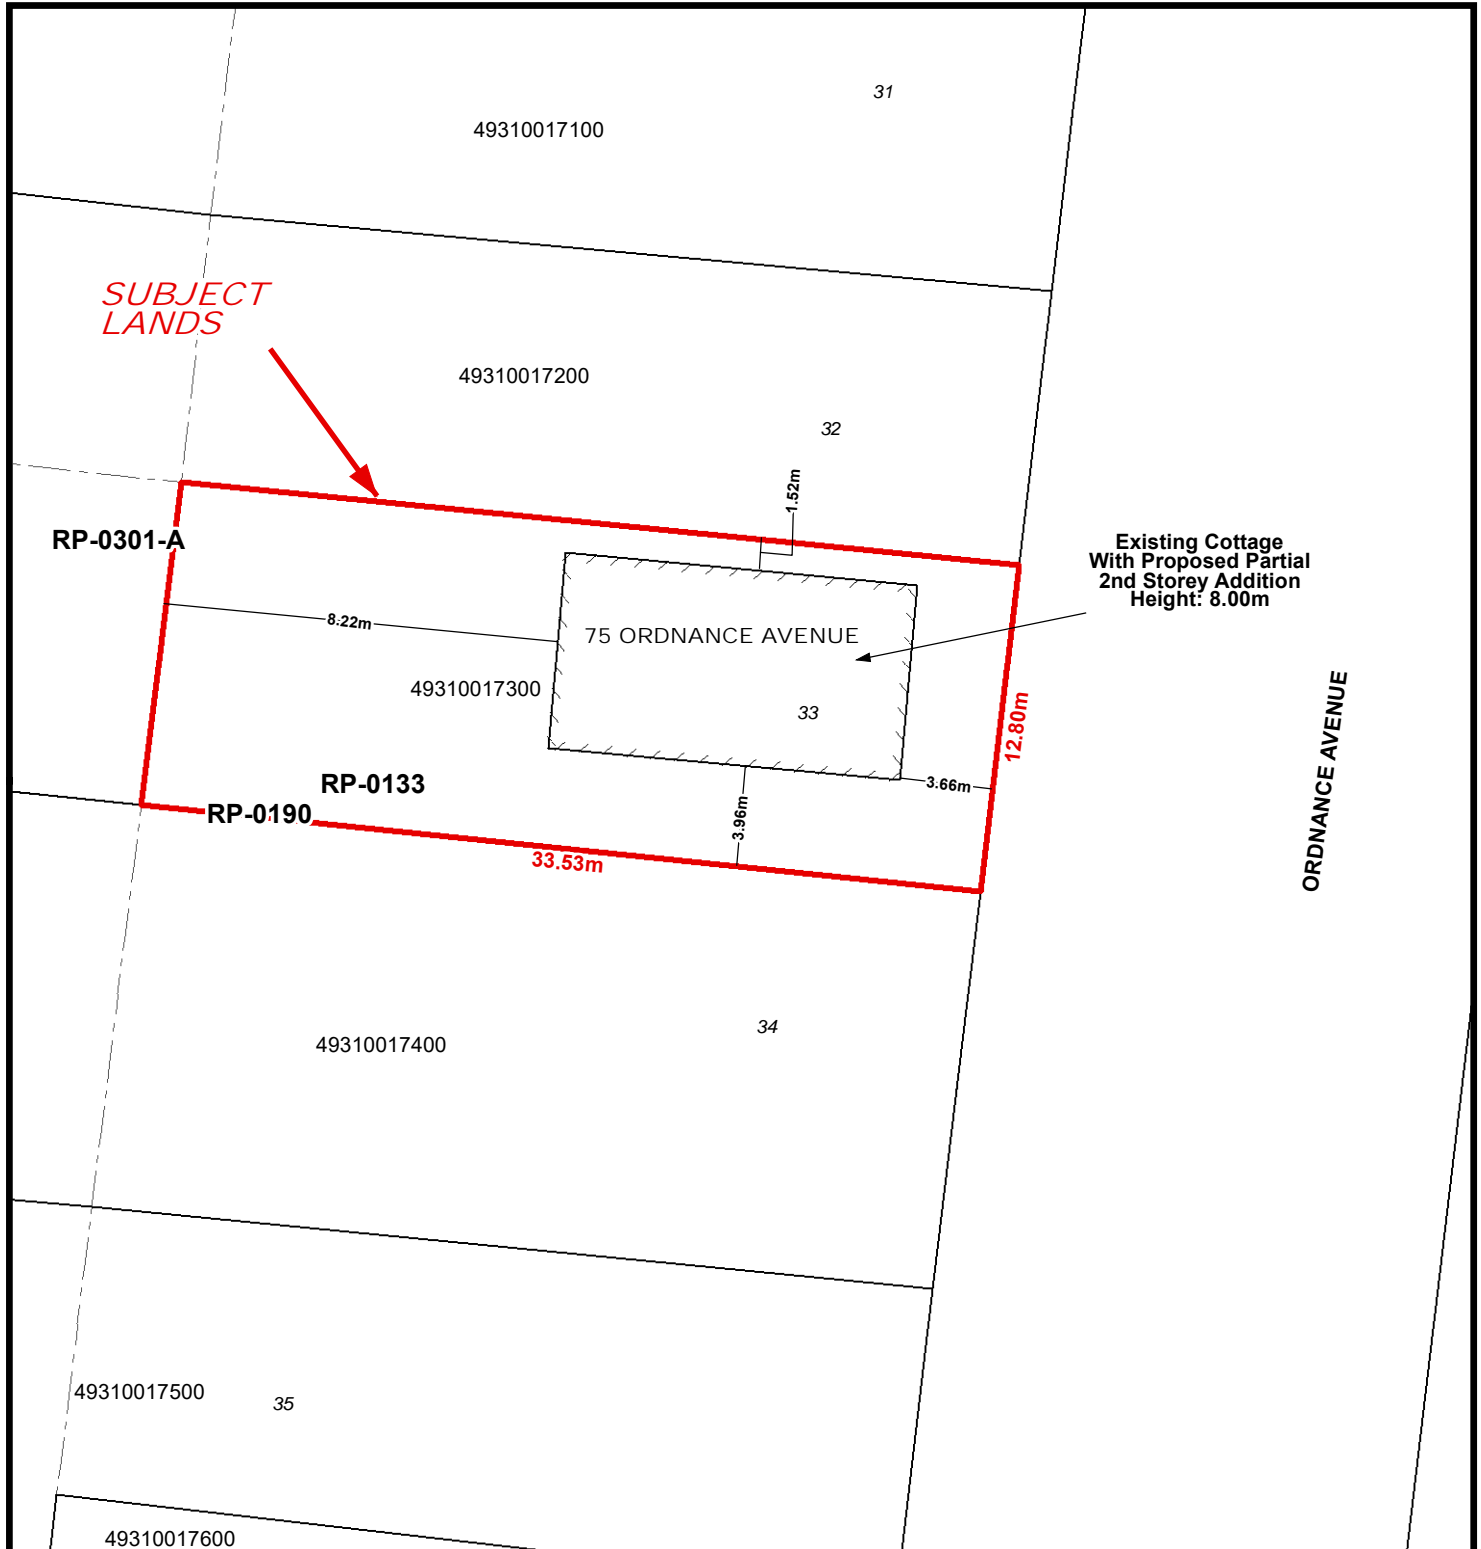 31
49310017100
SUBJECT
LANDS
49310017200
32
1.52m
RP-0301-A
Existing Cottage
With Proposed Partial
2nd Storey Addition
Height: 8.00m
8.22m
75 ORDNANCE AVENUE
49310017300
33
12.80m
ORDNANCE AVENUE
RP-0133
3.66m
RP-0190
3.96m
33.53m
34
49310017400
49310017500
35
49310017600